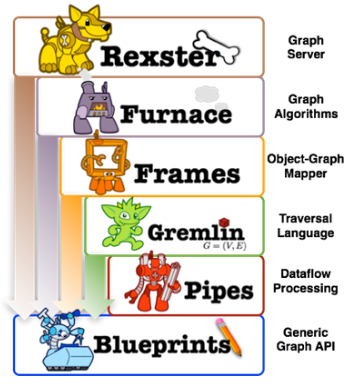 Rexster
Graph
Server
Furnace
Graph
Algorithms
Frames
Object-Graph
Mapper
Gremlin
G = (V, E)
Traversal
Language
Pipes
Dataflow
Processing
Blueprints
Generic
Graph API